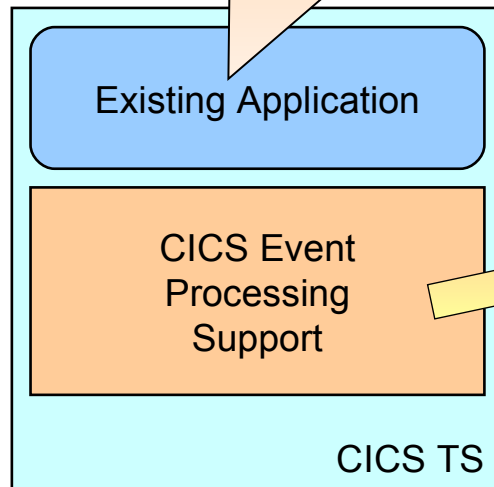 Existing Application
CICS Event
Processing
Support
CICS TS